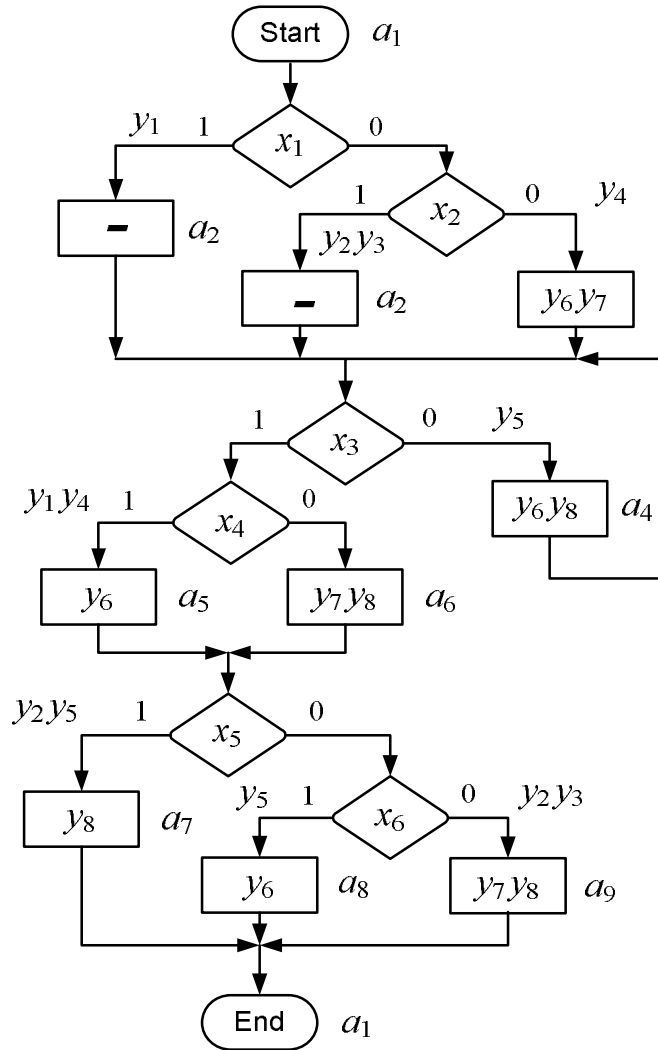 Start a1
y1 1 x1 0
1 x2 0 y4
- a2 y2y3
- a2 y6y7
1 x3 0 y5
y1y4 1 x4 0 y6y8 a4
y6 a5 y7y8 a6
y2y5 1 x5 0
y8 a7 y5 1 x6 0 y2y3
y6 a8 y7y8 a9
End a1